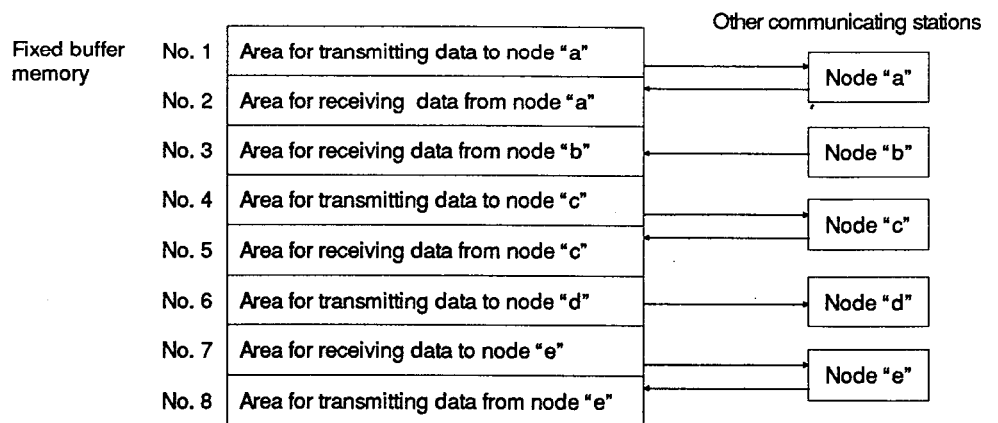 Other communicating stations
Fixed buffer
memory
No. 1 Area for transmitting data to node "a"
No. 2 Area for receiving data from node "a"
Node "a"
No. 3 Area for receiving data from node "b"
Node "b"
No. 4 Area for transmitting data to node "c"
No. 5 Area for receiving data from node "c"
Node "c"
No. 6 Area for transmitting data to node "d"
Node "d"
No. 7 Area for receiving data to node "e"
No. 8 Area for transmitting data from node "e"
Node "e"